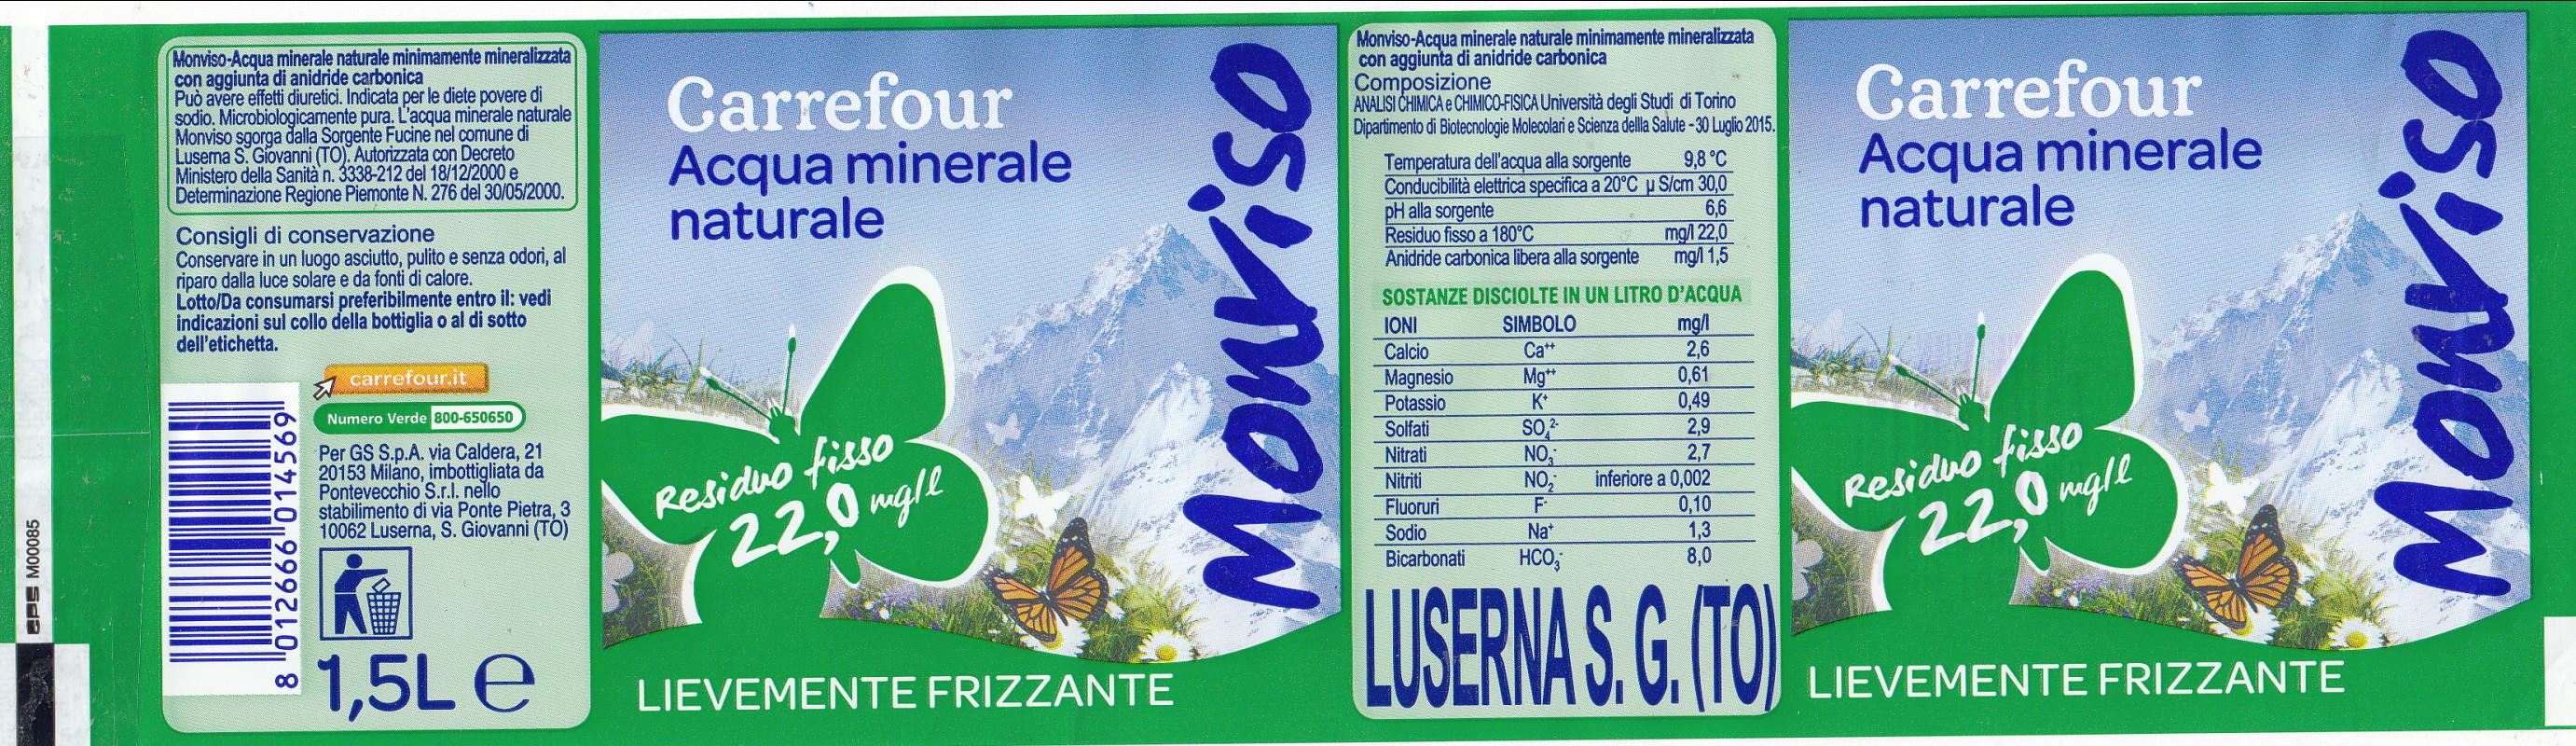 Monviso-Acqua minerale naturale minimamente mineralizzata
con aggiunta di anidride carbonica
Può avere effetti diuretici. Indicata per le diete povere di
sodio. Microbiologicamente pura. L'acqua minerale naturale
Monviso sgorga dalla Sorgente Fucine nel comune di
Luserna S. Giovanni (TO). Autorizzata con Decreto
Ministero della Sanità n. 3338-212 del 18/12/2000 e
Determinazione Regione Piemonte N. 276 del 30/05/2000.
Consigli di conservazione
Conservare in un luogo asciutto, pulito e senza odori, al
riparo dalla luce solare e da fonti di calore.
Lotto/Da consumarsi preferibilmente entro il: vedi
indicazioni sul collo della bottiglia o al di sotto
dell'etichetta.
carrefour.it
Numero Verde 800-650650
Per GS S.p.A. via Caldera, 21
20153 Milano, imbottigliata da
Pontevecchio S.r.l. nello
stabilimento di via Ponte Pietra, 3
10062 Luserna, S. Giovanni (TO)
8 012666 014569
1,5L e
EPS M00085
Carrefour
Acqua minerale
naturale
Monviso
Residuo fisso
22,0 mg/l
LIEVEMENTE FRIZZANTE
Monviso-Acqua minerale naturale minimamente mineralizzata
con aggiunta di anidride carbonica
Composizione
ANALISI CHIMICA e CHIMICO-FISICA Università degli Studi di Torino
Dipartimento di Biotecnologie Molecolari e Scienza dellla Salute - 30 Luglio 2015.
Temperatura dell'acqua alla sorgente 9,8 °C
Conducibilità elettrica specifica a 20°C µ S/cm 30,0
pH alla sorgente 6,6
Residuo fisso a 180°C mg/l 22,0
Anidride carbonica libera alla sorgente mg/l 1,5
SOSTANZE DISCIOLTE IN UN LITRO D'ACQUA
IONI SIMBOLO mg/l
Calcio Ca⁺⁺ 2,6
Magnesio Mg⁺⁺ 0,61
Potassio K⁺ 0,49
Solfati SO₄²⁻ 2,9
Nitrati NO₃⁻ 2,7
Nitriti NO₂⁻ inferiore a 0,002
Fluoruri F⁻ 0,10
Sodio Na⁺ 1,3
Bicarbonati HCO₃⁻ 8,0
LUSERNA S. G. (TO)
Carrefour
Acqua minerale
naturale
Monviso
Residuo fisso
22,0 mg/l
LIEVEMENTE FRIZZANTE